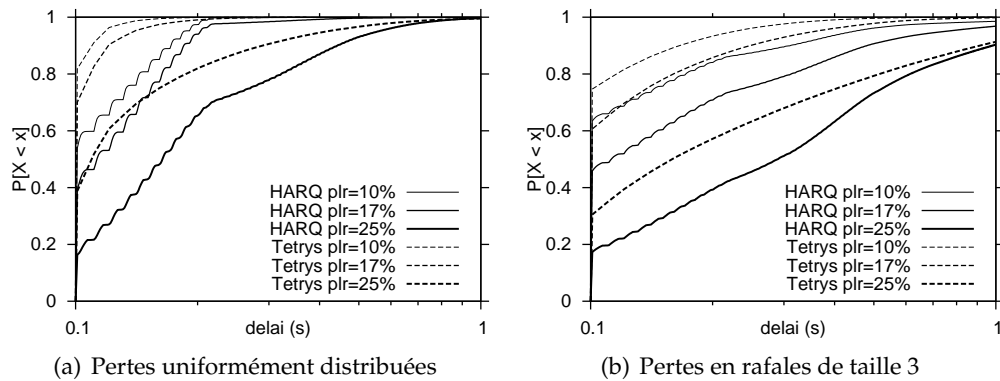 1
0.8
0.6
0.4
0.2
0
P[X < x]
HARQ plr=10%
HARQ plr=17%
HARQ plr=25%
Tetrys plr=10%
Tetrys plr=17%
Tetrys plr=25%
0.1
1
delai (s)
(a) Pertes uniformément distribuées
1
0.8
0.6
0.4
0.2
0
P[X < x]
HARQ plr=10%
HARQ plr=17%
HARQ plr=25%
Tetrys plr=10%
Tetrys plr=17%
Tetrys plr=25%
0.1
1
delai (s)
(b) Pertes en rafales de taille 3